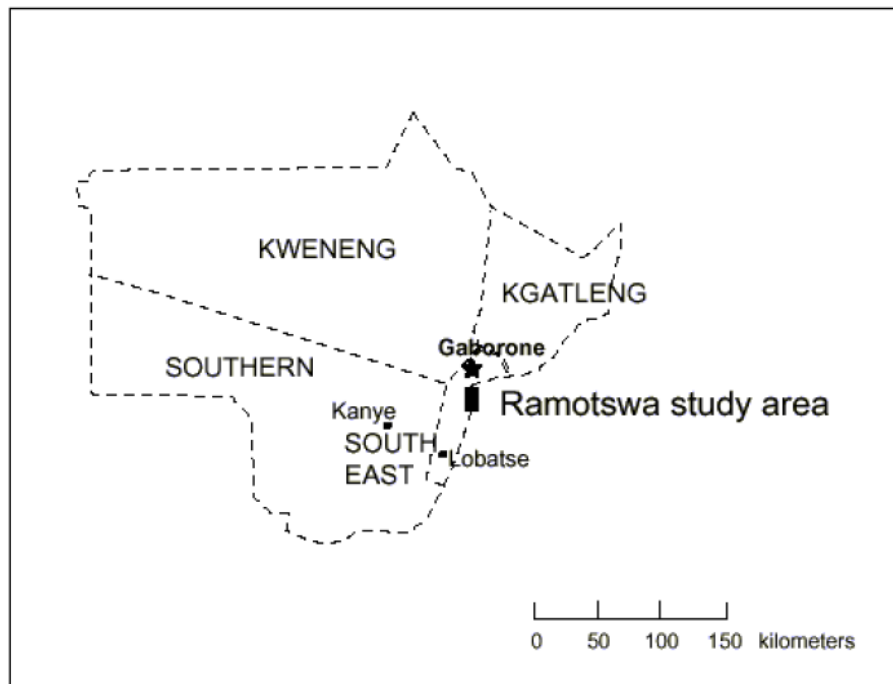 KWENENG
KGATLENG
Gaborone
SOUTHERN
Ramotswa study area
Kanye
SOUTH
EAST
Lobatse
0 50 100 150 kilometers